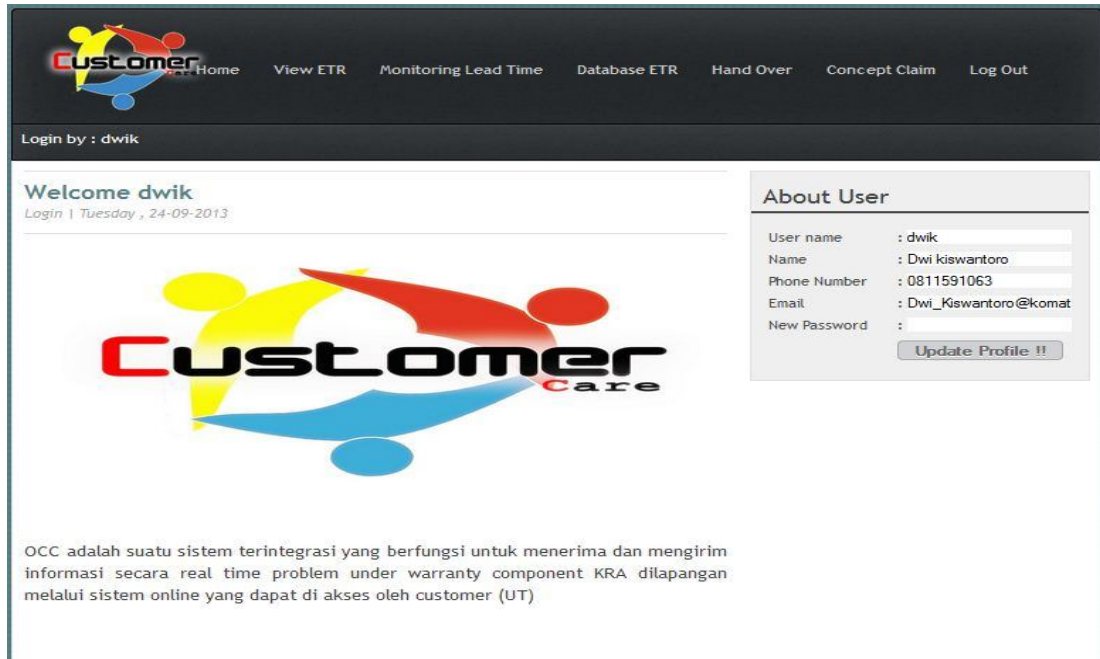 Customer
Care
Home View ETR Monitoring Lead Time Database ETR Hand Over Concept Claim Log Out
Login by : dwik
Welcome dwik
Login | Tuesday , 24-09-2013
Customer
Care
OCC adalah suatu sistem terintegrasi yang berfungsi untuk menerima dan mengirim
informasi secara real time problem under warranty component KRA dilapangan
melalui sistem online yang dapat di akses oleh customer (UT)
About User
User name : dwik
Name : Dwi kiswantoro
Phone Number : 0811591063
Email : Dwi_Kiswantoro@komat
New Password :
Update Profile !!